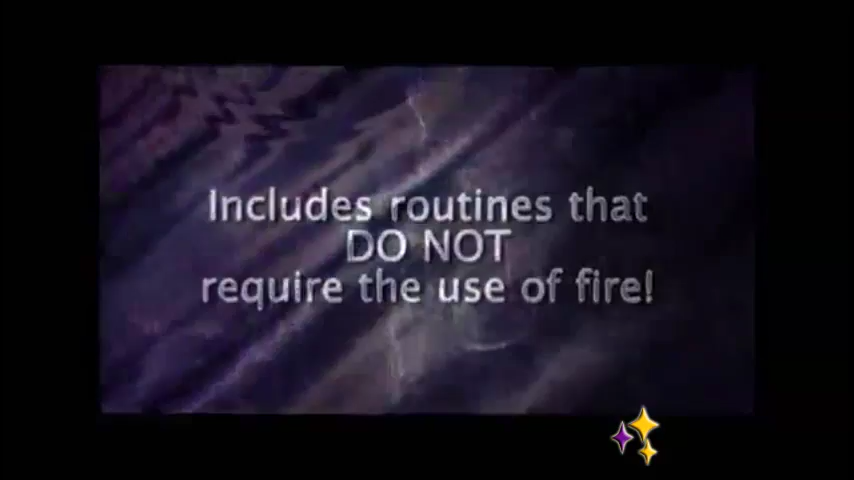 Includes routines that
DO NOT
require the use of fire!